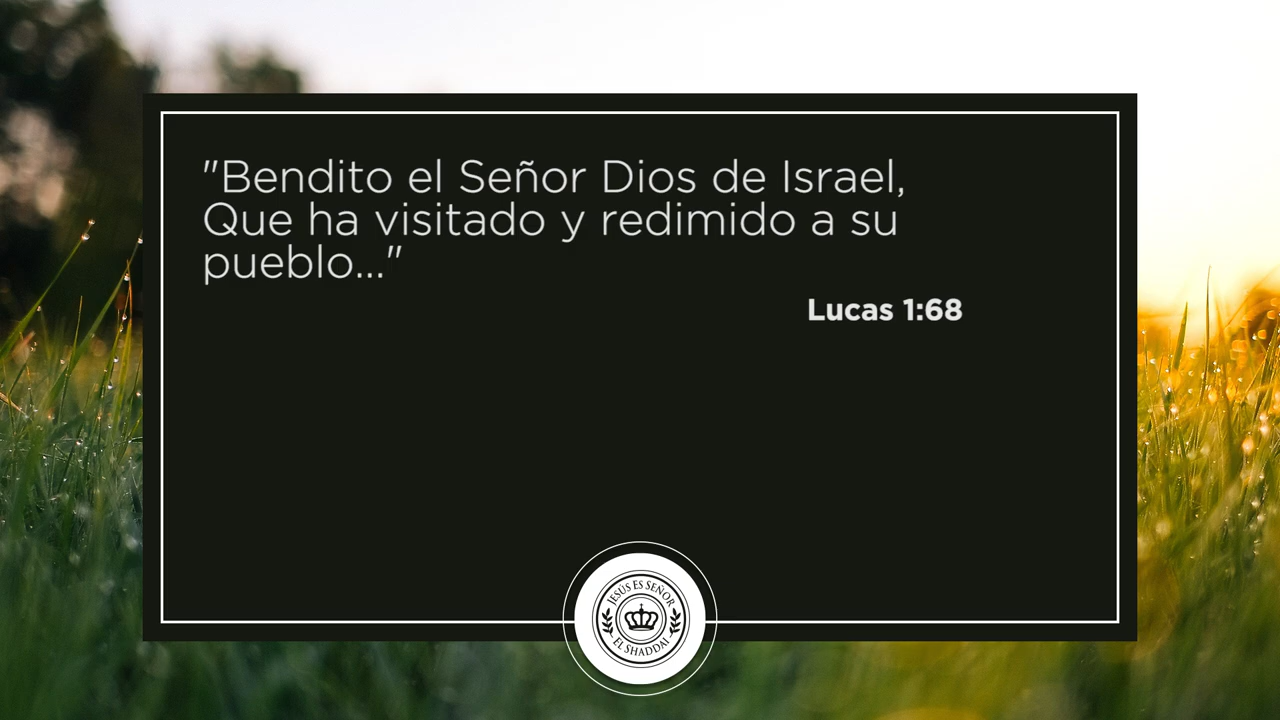 "Bendito el Señor Dios de Israel,
Que ha visitado y redimido a su
pueblo..."
Lucas 1:68
JESÚS ES SEÑOR
EL SHADDAI